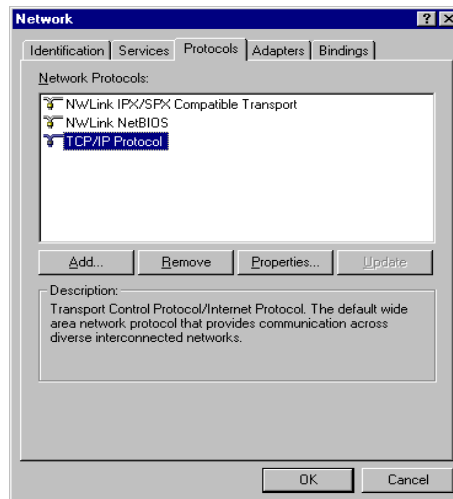 Network
Identification Services Protocols Adapters Bindings
Network Protocols:
NWLink IPX/SPX Compatible Transport
NWLink NetBIOS
TCP/IP Protocol
Add... Remove Properties... Update
Description:
Transport Control Protocol/Internet Protocol. The default wide
area network protocol that provides communication across
diverse interconnected networks.
OK Cancel